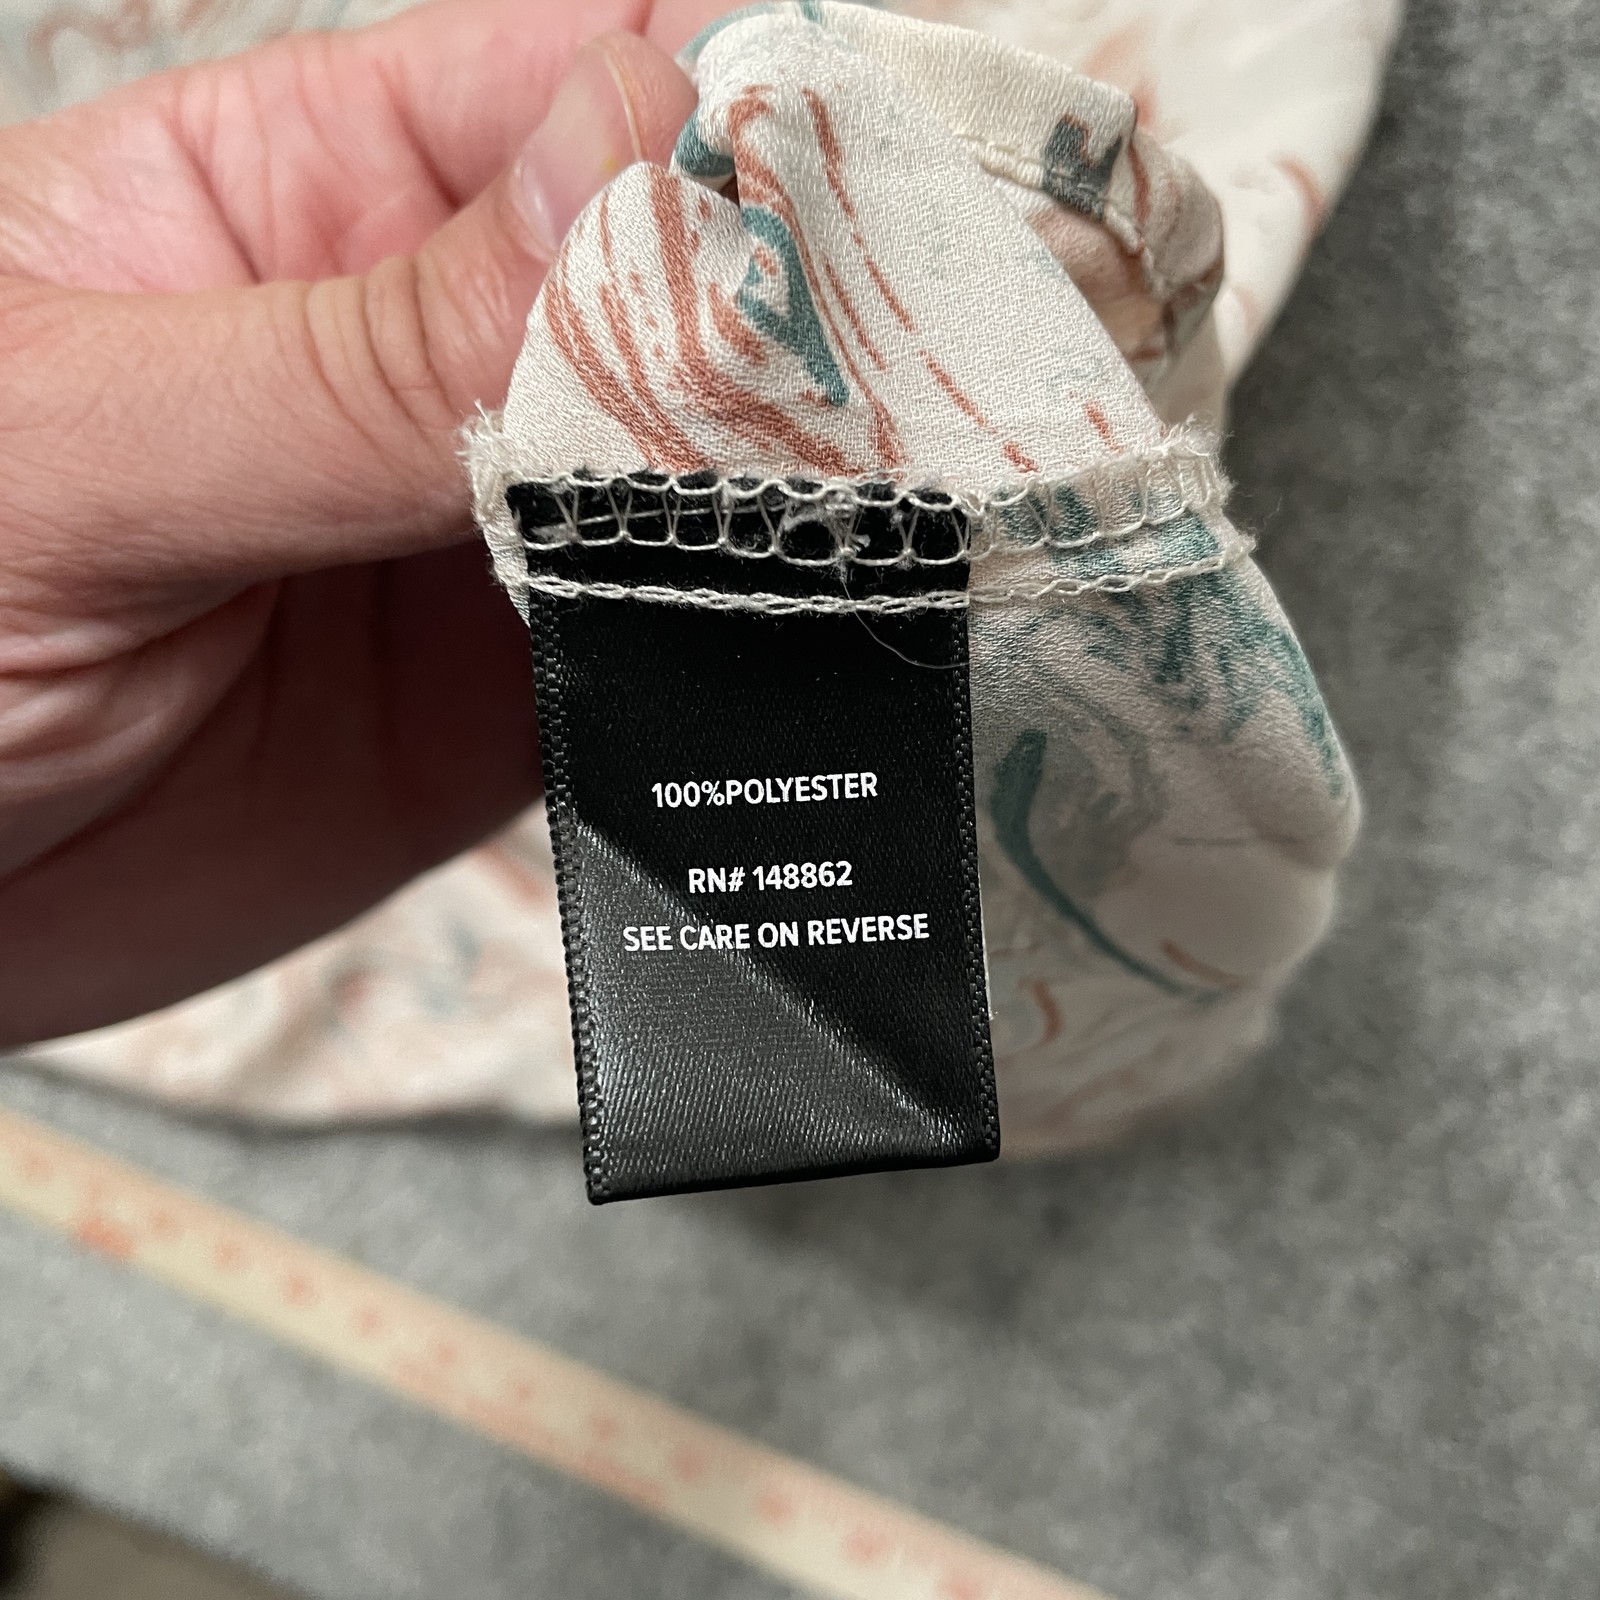 100%POLYESTER
RN# 148862
SEE CARE ON REVERSE